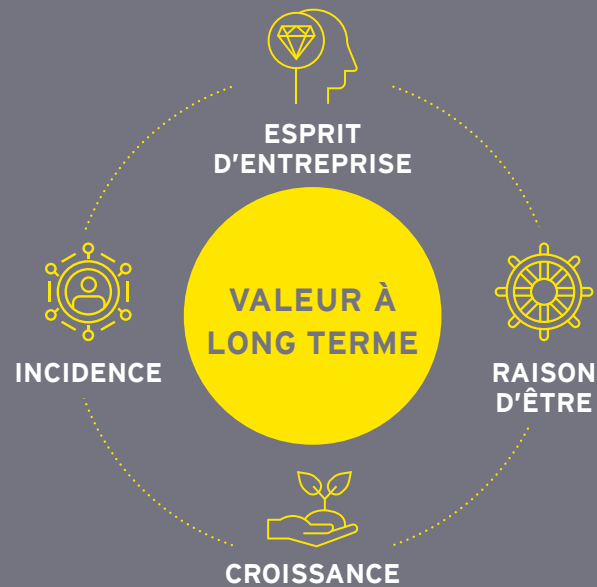 ESPRIT
D'ENTREPRISE
VALEUR À
LONG TERME
INCIDENCE
RAISON
D'ÊTRE
CROISSANCE